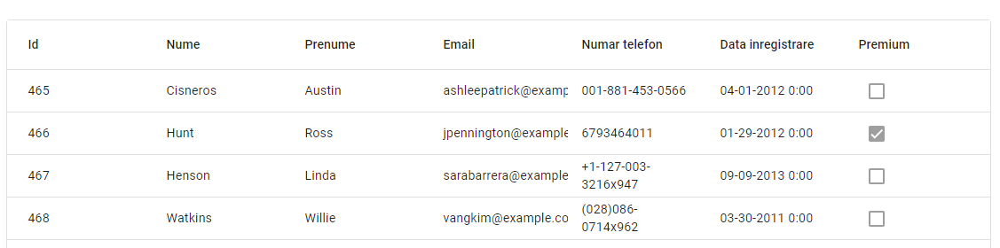 Id Nume Prenume Email Numar telefon Data inregistrare Premium
465 Cisneros Austin ashleepatrick@examp 001-881-453-0566 04-01-2012 0:00
466 Hunt Ross jpennington@example 6793464011 01-29-2012 0:00
467 Henson Linda sarabarrera@example +1-127-003-
3216x947 09-09-2013 0:00
468 Watkins Willie vangkim@example.co (028)086-
0714x962 03-30-2011 0:00